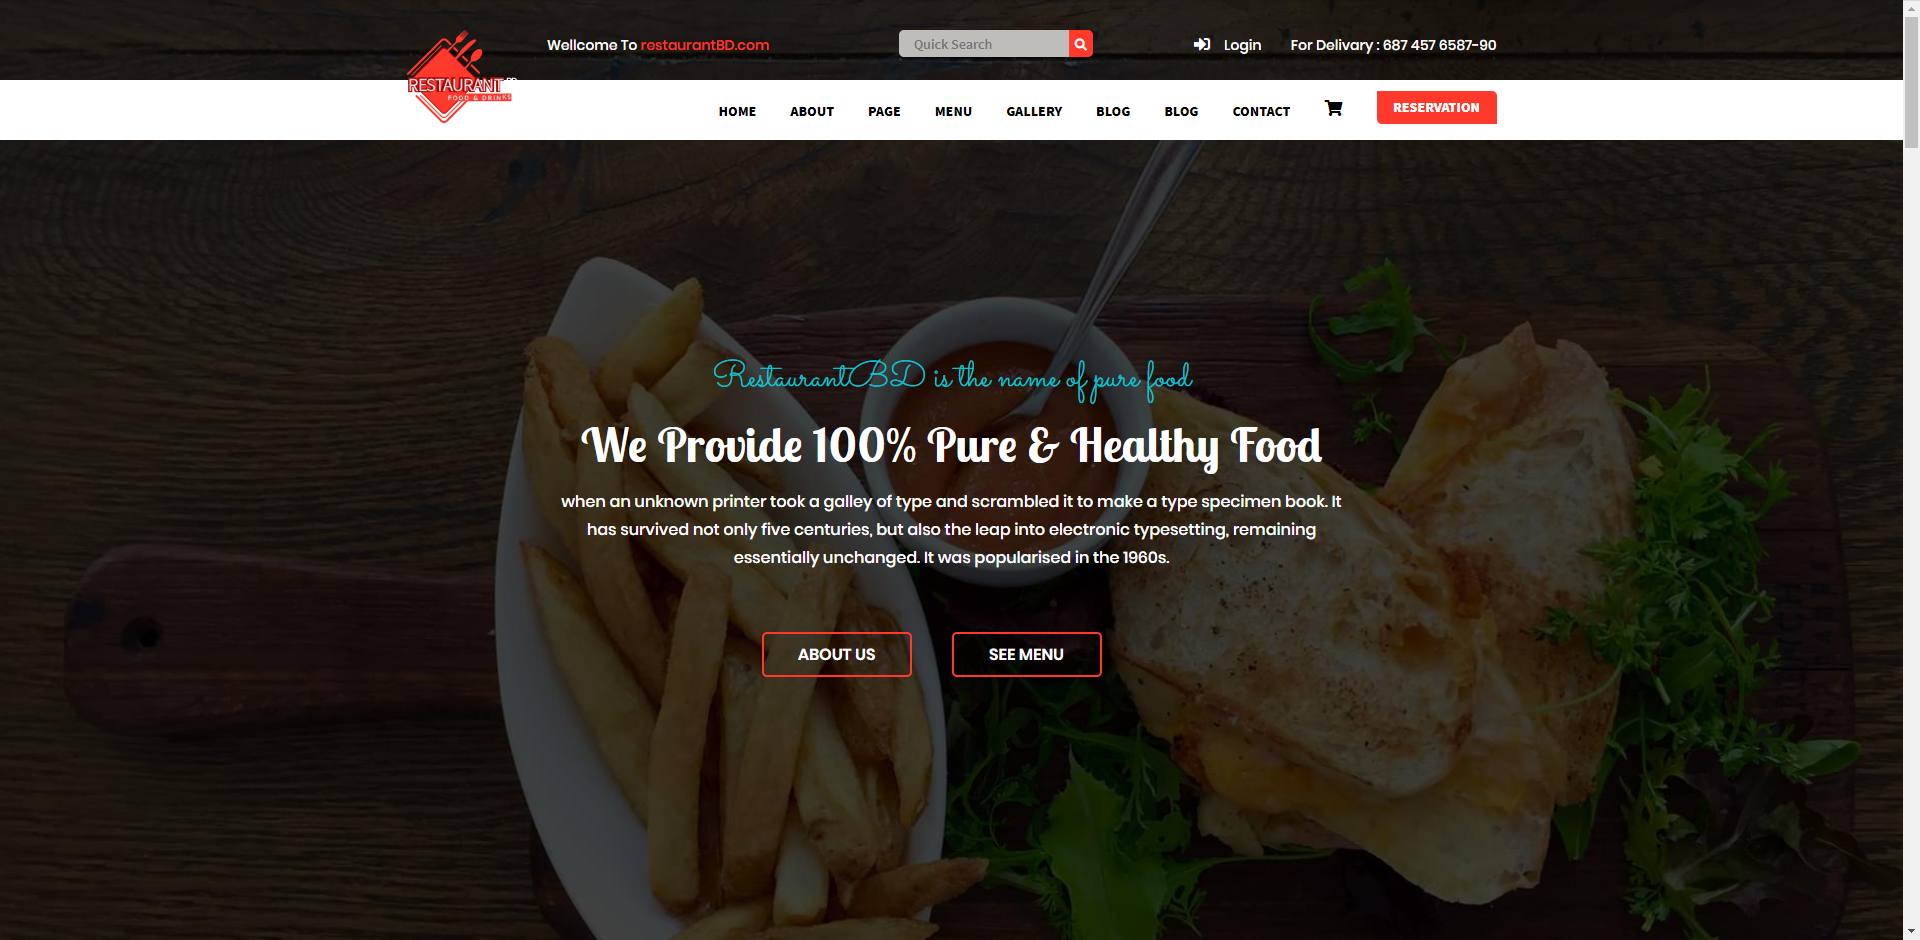 Wellcome To restaurantBD.com
Quick Search
Login
For Delivary : 687 457 6587-90
RESTAURANT BD
FOOD & DRINKS
HOME
ABOUT
PAGE
MENU
GALLERY
BLOG
BLOG
CONTACT
RESERVATION
RestaurantBD is the name of pure food
We Provide 100% Pure & Healthy Food
when an unknown printer took a galley of type and scrambled it to make a type specimen book. It
has survived not only five centuries, but also the leap into electronic typesetting, remaining
essentially unchanged. It was popularised in the 1960s.
ABOUT US
SEE MENU